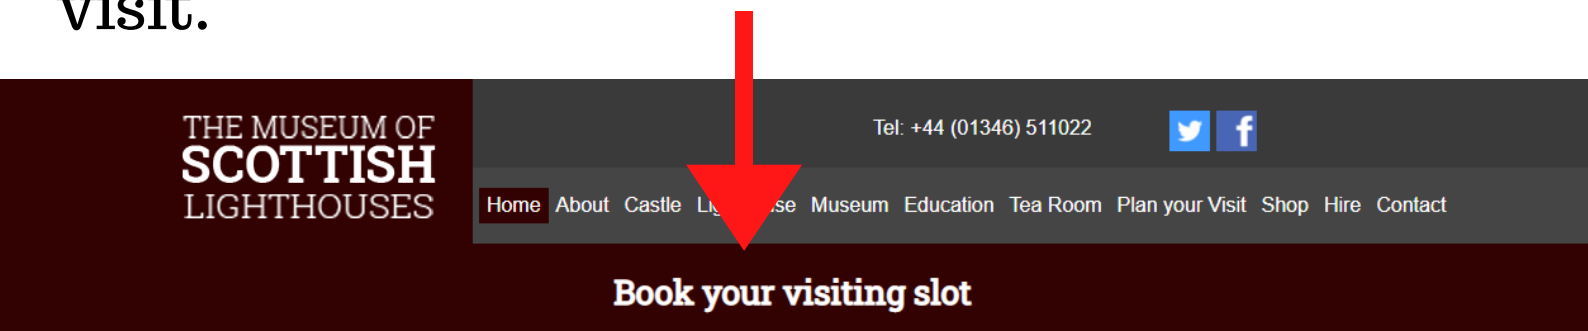 visit.
THE MUSEUM OF
SCOTTISH
LIGHTHOUSES
Tel: +44 (01346) 511022
Home About Castle Museum Education Tea Room Plan your Visit Shop Hire Contact
Book your visiting slot